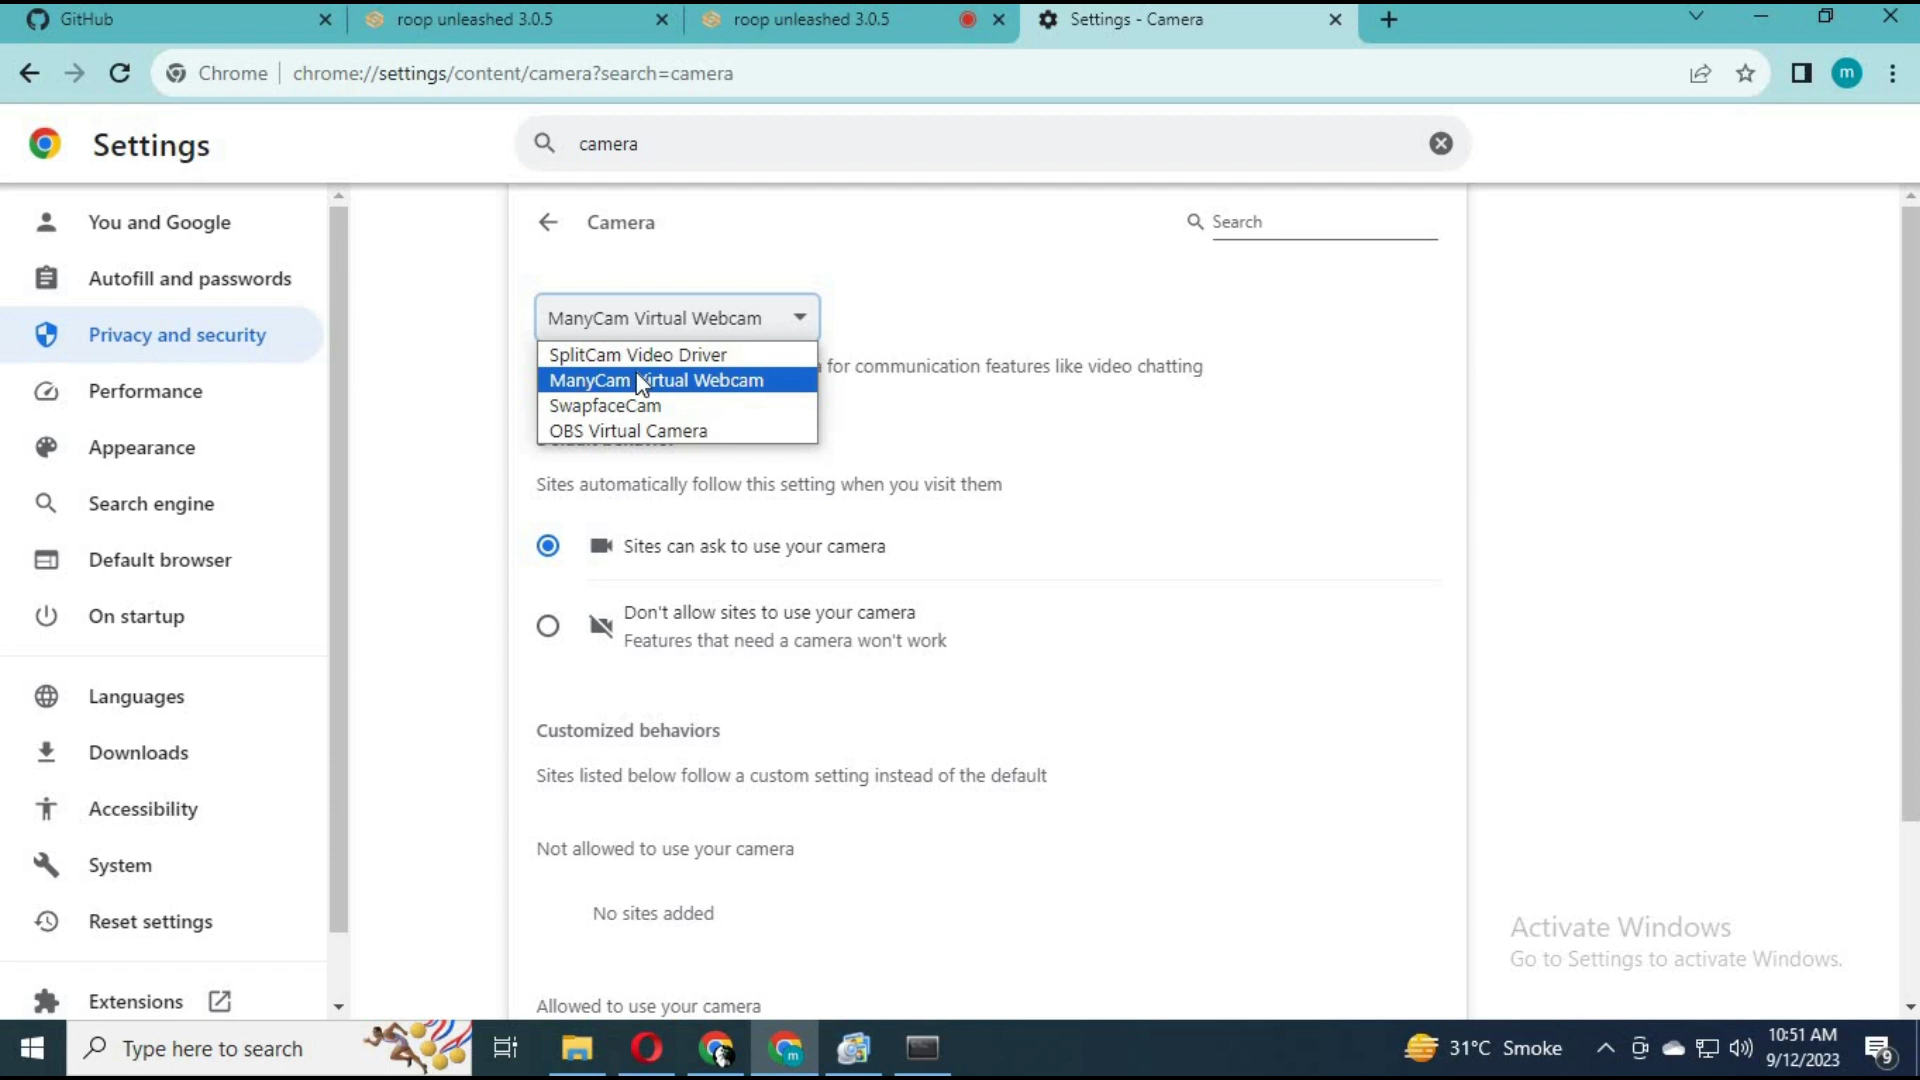 GitHub
roop unleashed 3.0.5
roop unleashed 3.0.5
Settings - Camera
Chrome
chrome://settings/content/camera?search=camera
m
Settings
camera
You and Google
Autofill and passwords
Privacy and security
Performance
Appearance
Search engine
Default browser
On startup
Languages
Downloads
Accessibility
System
Reset settings
Extensions
Camera
Search
ManyCam Virtual Webcam
SplitCam Video Driver
for communication features like video chatting
ManyCam Virtual Webcam
SwapfaceCam
OBS Virtual Camera
Sites automatically follow this setting when you visit them
Sites can ask to use your camera
Don't allow sites to use your camera
Features that need a camera won't work
Customized behaviors
Sites listed below follow a custom setting instead of the default
Not allowed to use your camera
No sites added
Allowed to use your camera
Activate Windows
Go to Settings to activate Windows.
Type here to search
m
31°C Smoke
10:51 AM
9/12/2023
9